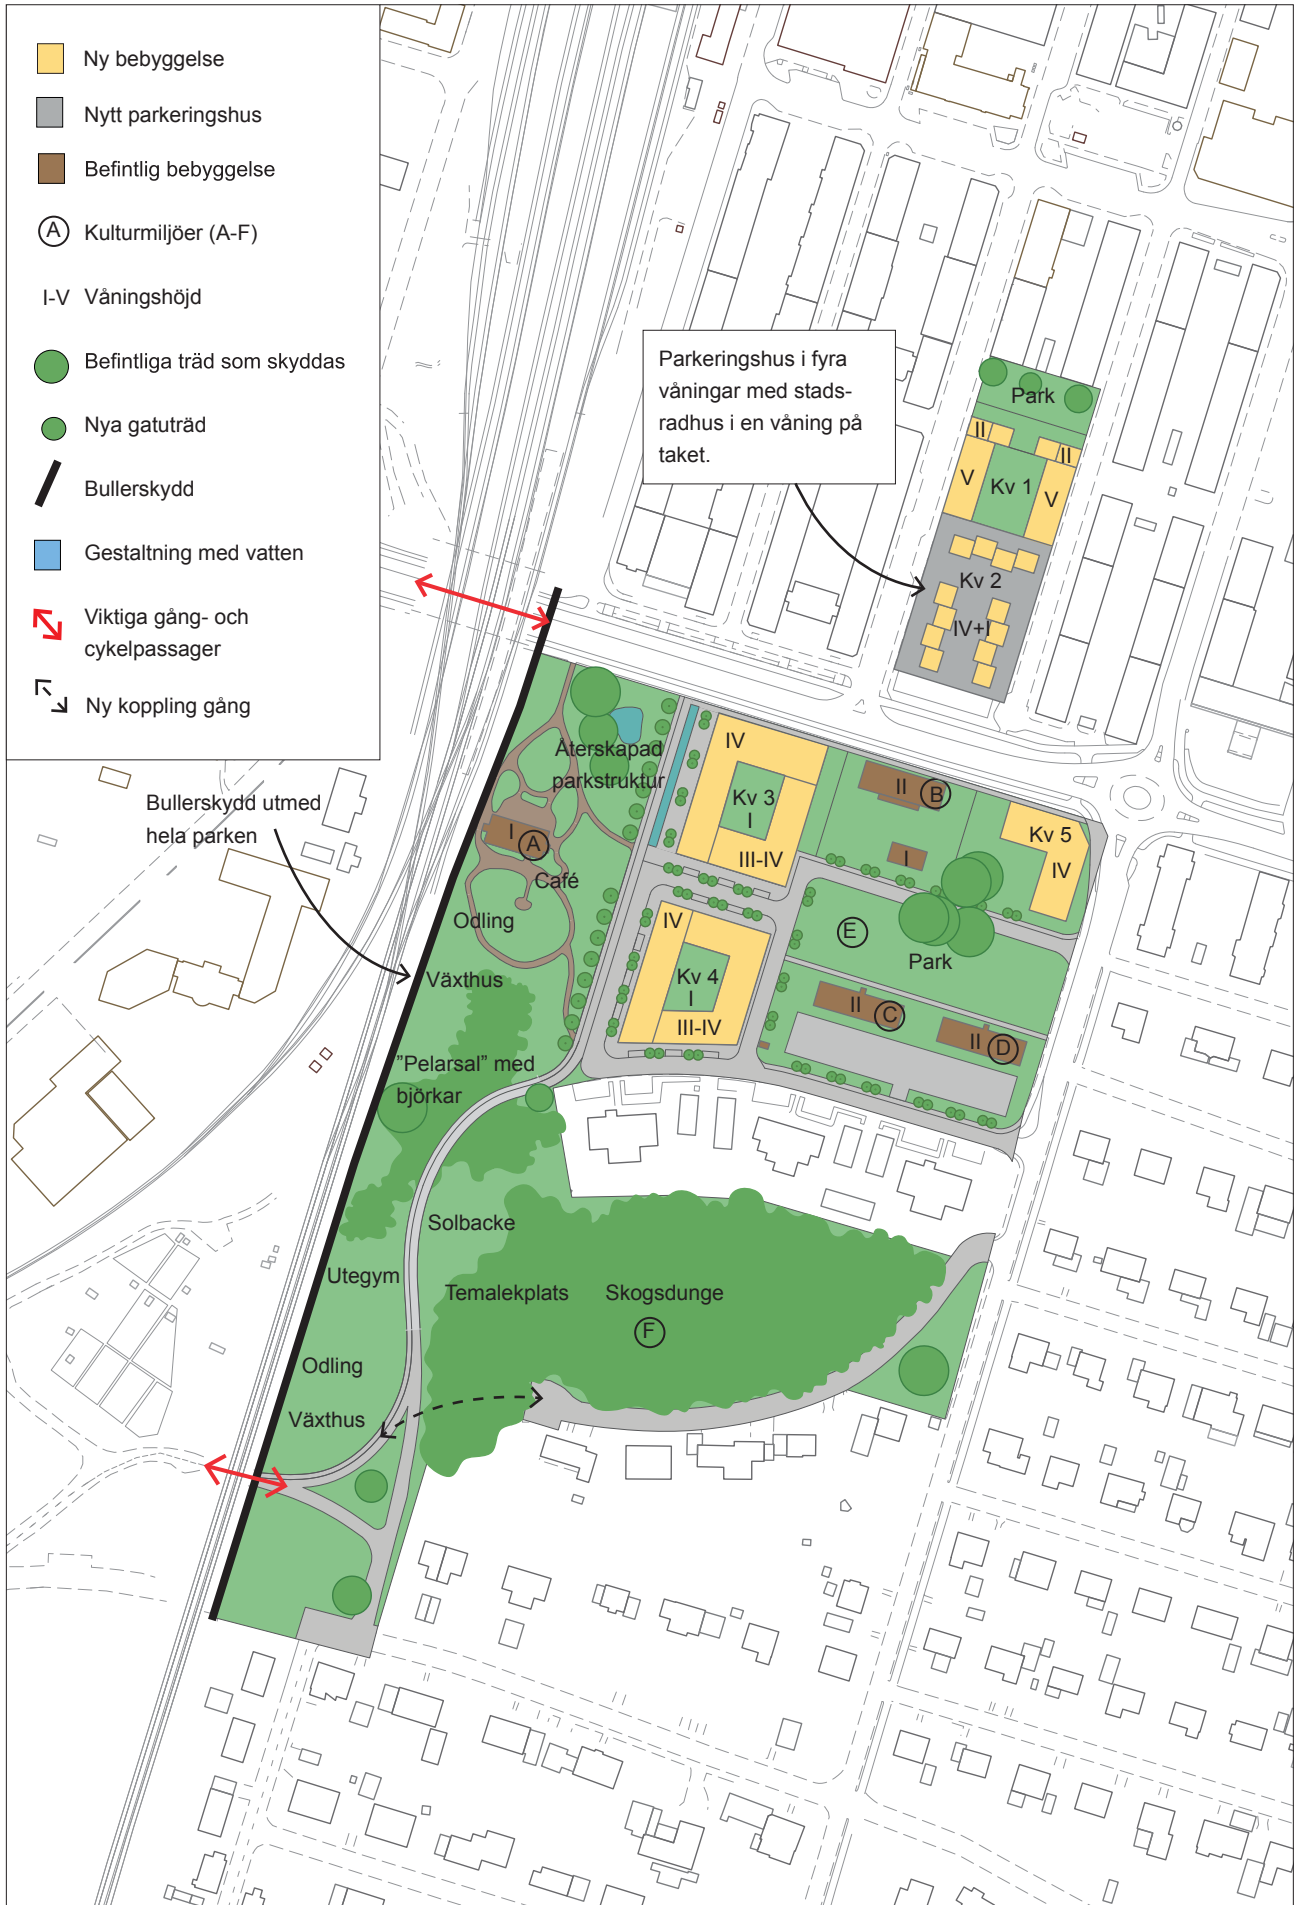 Ny bebyggelse
Nytt parkeringshus
Befintlig bebyggelse
A Kulturmiljöer (A-F)
I-V Våningshöjd
Befintliga träd som skyddas
Nya gatuträd
Bullerskydd
Gestaltning med vatten
Viktiga gång- och
cykelpassager
Ny koppling gång
Parkeringshus i fyra
våningar med stads-
radhus i en våning på
taket.
Park
II
II
V
Kv 1
V
Kv 2
IV+I
Återskapad
parkstruktur
IV
Kv 3
I
III-IV
II B
I
Kv 5
IV
Bullerskydd utmed
hela parken
I A
Café
Odling
Växthus
IV
Kv 4
I
III-IV
E
Park
II C
II D
"Pelarsal" med
björkar
Solbacke
Utegym
Temalekplats
Skogsdunge
F
Odling
Växthus